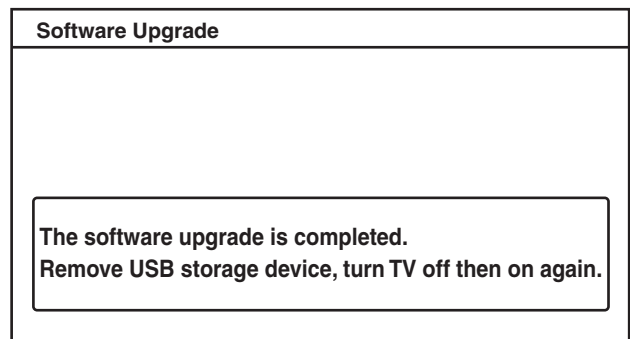 Software Upgrade
The software upgrade is completed.
Remove USB storage device, turn TV off then on again.